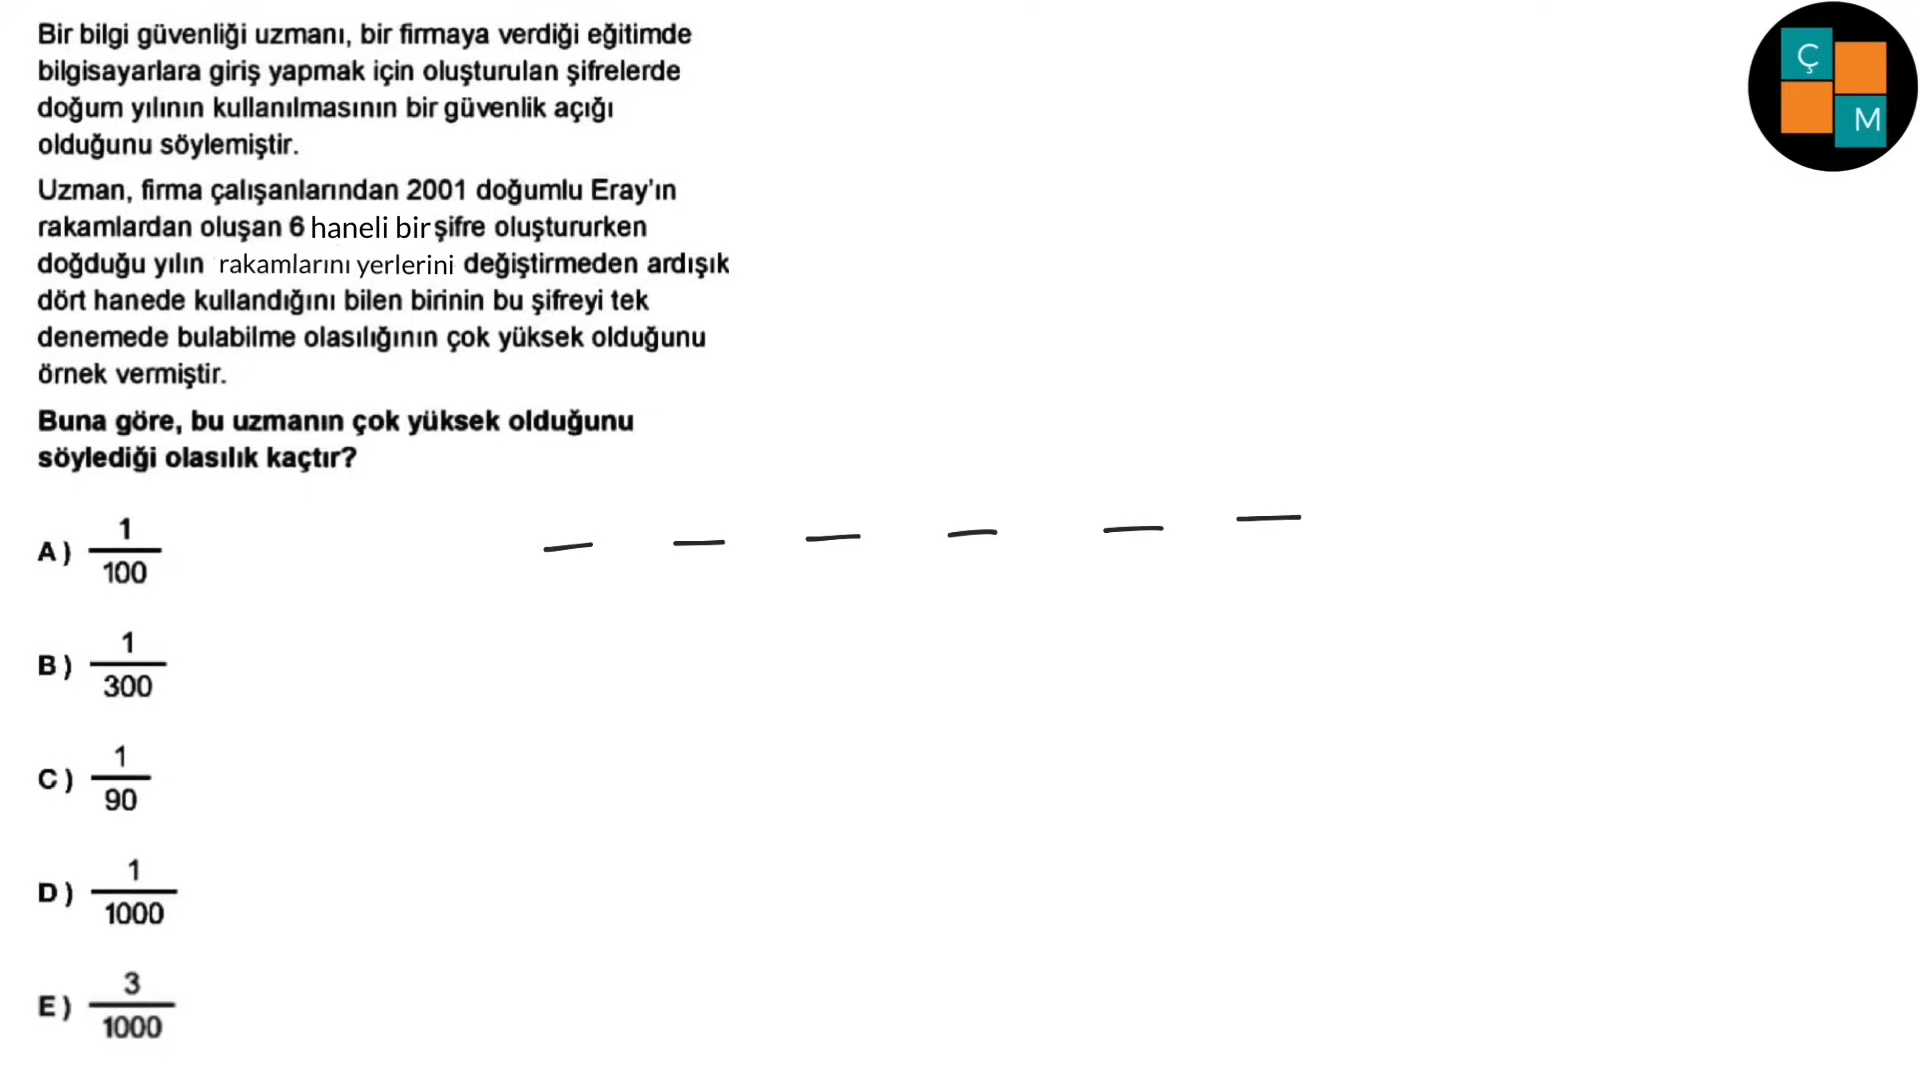 Bir bilgi güvenliği uzmanı, bir firmaya verdiği eğitimde
bilgisayarlara giriş yapmak için oluşturulan şifrelerde
doğum yılının kullanılmasının bir güvenlik açığı
olduğunu söylemiştir.
Uzman, firma çalışanlarından 2001 doğumlu Eray'ın
rakamlardan oluşan 6 haneli bir şifre oluştururken
doğduğu yılın rakamlarını yerlerini değiştirmeden ardışık
dört hanede kullandığını bilen birinin bu şifreyi tek
denemede bulabilme olasılığının çok yüksek olduğunu
örnek vermiştir.
Buna göre, bu uzmanın çok yüksek olduğunu
söylediği olasılık kaçtır?
A) 1/100
B) 1/300
C) 1/90
D) 1/1000
E) 3/1000
Ç
M